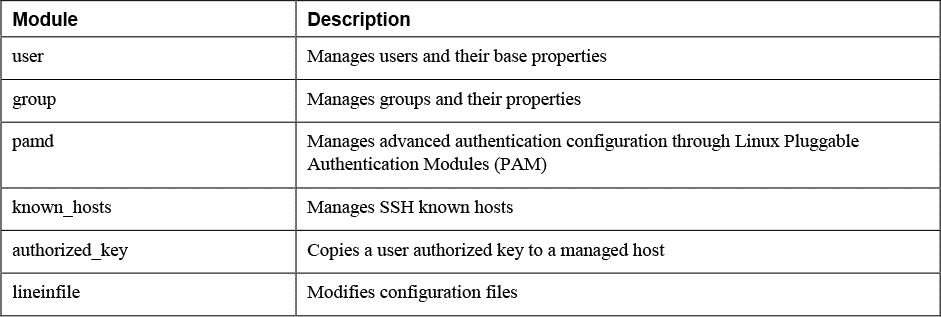 Module Description
user Manages users and their base properties
group Manages groups and their properties
pamd Manages advanced authentication configuration through Linux Pluggable
Authentication Modules (PAM)
known_hosts Manages SSH known hosts
authorized_key Copies a user authorized key to a managed host
lineinfile Modifies configuration files